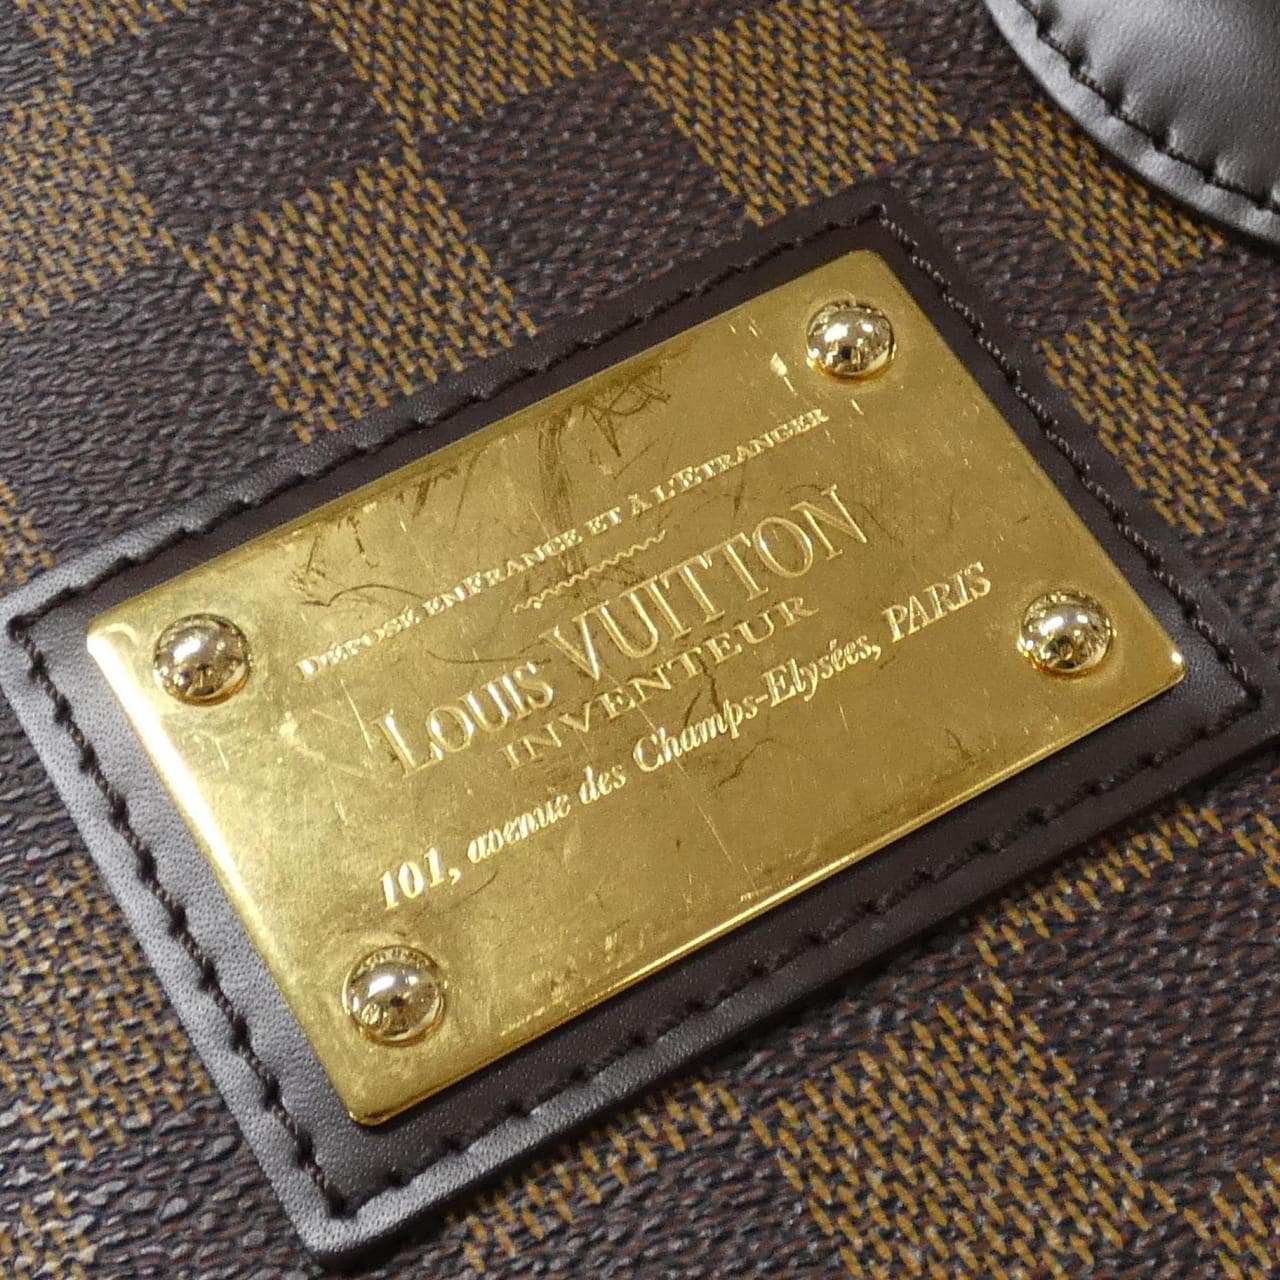 DÉPOSÉ EN FRANCE ET À L'ÉTRANGER
LOUIS VUITTON
INVENTEUR
101, avenue des Champs-Elysées, PARIS